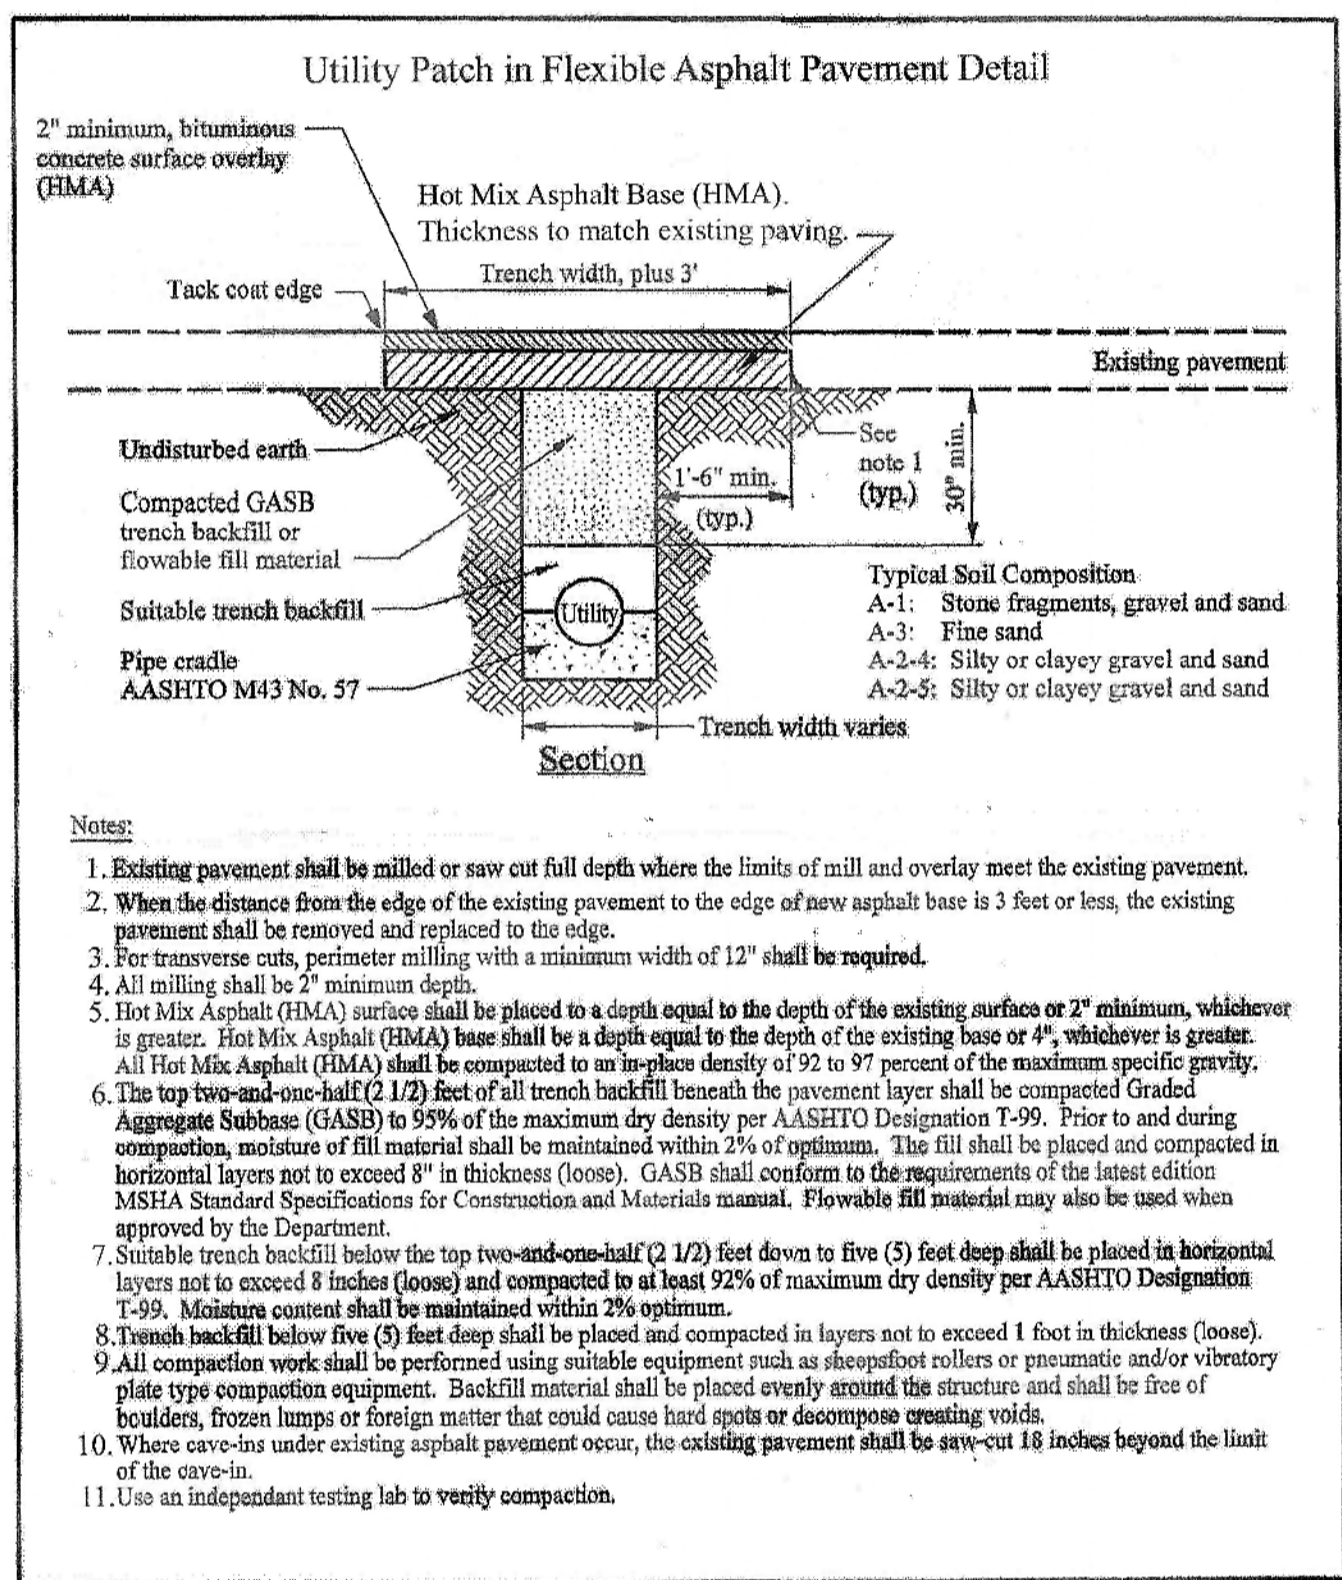 Utility Patch in Flexible Asphalt Pavement Detail
2" minimum, bituminous
concrete surface overlay
(HMA)
Hot Mix Asphalt Base (HMA).
Thickness to match existing paving.
Trench width, plus 3'
Tack coat edge
Existing pavement
Undisturbed earth
See
note 1
(typ.)
30" min.
1'-6" min.
(typ.)
Compacted GASB
trench backfill or
flowable fill material
Suitable trench backfill
Utility
Pipe cradle
AASHTO M43 No. 57
Typical Soil Composition
A-1: Stone fragments, gravel and sand
A-3: Fine sand
A-2-4: Silty or clayey gravel and sand
A-2-5: Silty or clayey gravel and sand
Trench width varies
Section
Notes:
1. Existing pavement shall be milled or saw cut full depth where the limits of mill and overlay meet the existing pavement.
2. When the distance from the edge of the existing pavement to the edge of new asphalt base is 3 feet or less, the existing
pavement shall be removed and replaced to the edge.
3. For transverse cuts, perimeter milling with a minimum width of 12" shall be required.
4. All milling shall be 2" minimum depth.
5. Hot Mix Asphalt (HMA) surface shall be placed to a depth equal to the depth of the existing surface or 2" minimum, whichever
is greater. Hot Mix Asphalt (HMA) base shall be a depth equal to the depth of the existing base or 4", whichever is greater.
All Hot Mix Asphalt (HMA) shall be compacted to an in-place density of 92 to 97 percent of the maximum specific gravity.
6. The top two-and-one-half (2 1/2) feet of all trench backfill beneath the pavement layer shall be compacted Graded
Aggregate Subbase (GASB) to 95% of the maximum dry density per AASHTO Designation T-99. Prior to and during
compaction, moisture of fill material shall be maintained within 2% of optimum. The fill shall be placed and compacted in
horizontal layers not to exceed 8" in thickness (loose). GASB shall conform to the requirements of the latest edition
MSHA Standard Specifications for Construction and Materials manual. Flowable fill material may also be used when
approved by the Department.
7. Suitable trench backfill below the top two-and-one-half (2 1/2) feet down to five (5) feet deep shall be placed in horizontal
layers not to exceed 8 inches (loose) and compacted to at least 92% of maximum dry density per AASHTO Designation
T-99. Moisture content shall be maintained within 2% optimum.
8. Trench backfill below five (5) feet deep shall be placed and compacted in layers not to exceed 1 foot in thickness (loose).
9. All compaction work shall be performed using suitable equipment such as sheepsfoot rollers or pneumatic and/or vibratory
plate type compaction equipment. Backfill material shall be placed evenly around the structure and shall be free of
boulders, frozen lumps or foreign matter that could cause hard spots or decompose creating voids.
10. Where cave-ins under existing asphalt pavement occur, the existing pavement shall be saw-cut 18 inches beyond the limit
of the cave-in.
11. Use an independant testing lab to verify compaction.